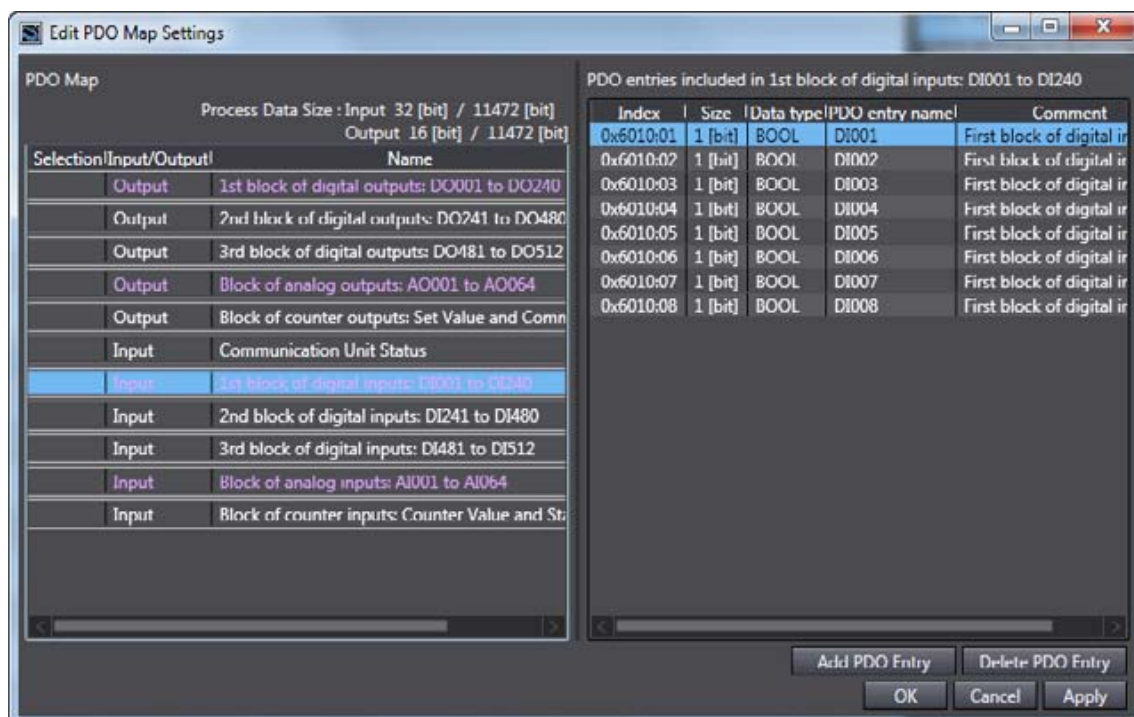 Edit PDO Map Settings
PDO Map
Process Data Size : Input 32 [bit] / 11472 [bit]
Output 16 [bit] / 11472 [bit]
Selection Input/Output Name
Output 1st block of digital outputs: DO001 to DO240
Output 2nd block of digital outputs: DO241 to DO480
Output 3rd block of digital outputs: DO481 to DO512
Output Block of analog outputs: AO001 to AO064
Output Block of counter outputs: Set Value and Comm
Input Communication Unit Status
Input 1st block of digital inputs: DI001 to DI240
Input 2nd block of digital inputs: DI241 to DI480
Input 3rd block of digital inputs: DI481 to DI512
Input Block of analog inputs: AI001 to AI064
Input Block of counter inputs: Counter Value and Sta
PDO entries included in 1st block of digital inputs: DI001 to DI240
Index Size Data type PDO entry name Comment
0x6010:01 1 [bit] BOOL DI001 First block of digital in
0x6010:02 1 [bit] BOOL DI002 First block of digital in
0x6010:03 1 [bit] BOOL DI003 First block of digital in
0x6010:04 1 [bit] BOOL DI004 First block of digital in
0x6010:05 1 [bit] BOOL DI005 First block of digital in
0x6010:06 1 [bit] BOOL DI006 First block of digital in
0x6010:07 1 [bit] BOOL DI007 First block of digital in
0x6010:08 1 [bit] BOOL DI008 First block of digital in
Add PDO Entry Delete PDO Entry
OK Cancel Apply